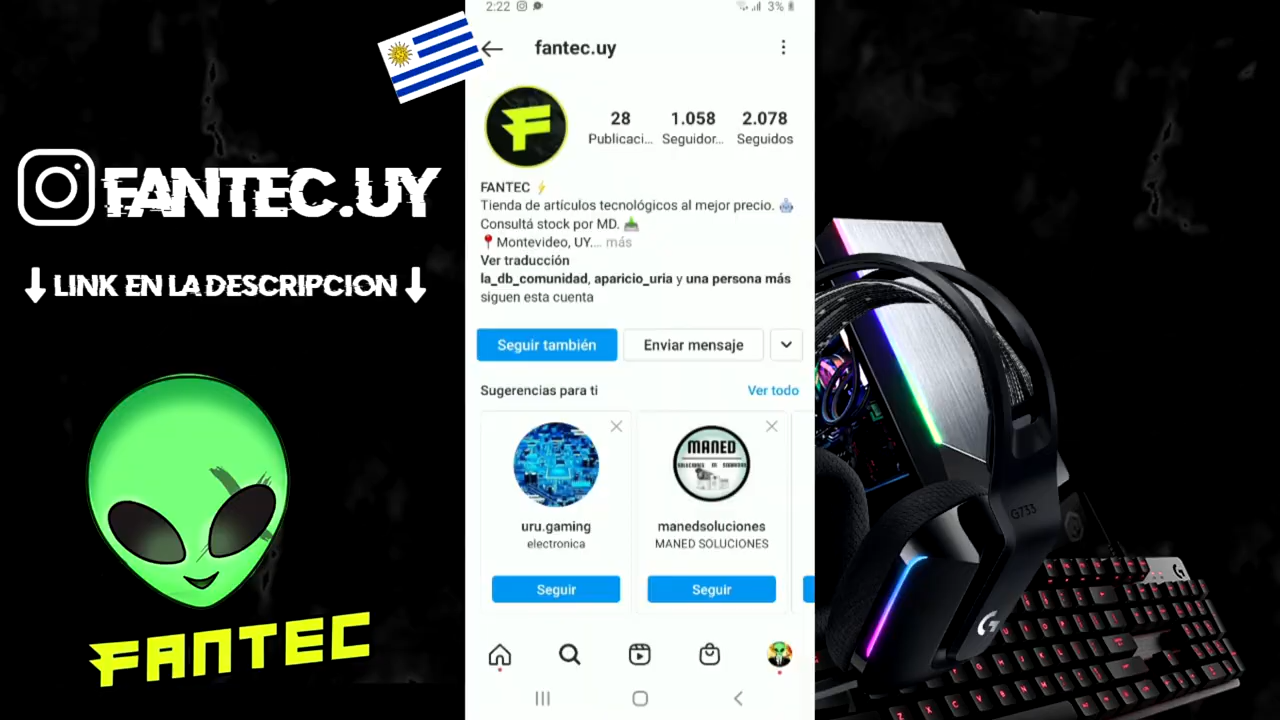 2:22
3%
fantec.uy
28
1.058
2.078
Publicaci...
Seguidor...
Seguidos
FANTEC
Tienda de artículos tecnológicos al mejor precio.
Consultá stock por MD.
Montevideo, UY.... más
Ver traducción
la_db_comunidad, aparicio_uria y una persona más
siguen esta cuenta
Seguir también
Enviar mensaje
Sugerencias para ti
Ver todo
MANED
uru.gaming
electronica
manedsoluciones
MANED SOLUCIONES
Seguir
Seguir
FANTEC.UY
LINK EN LA DESCRIPCION
FANTEC
G733